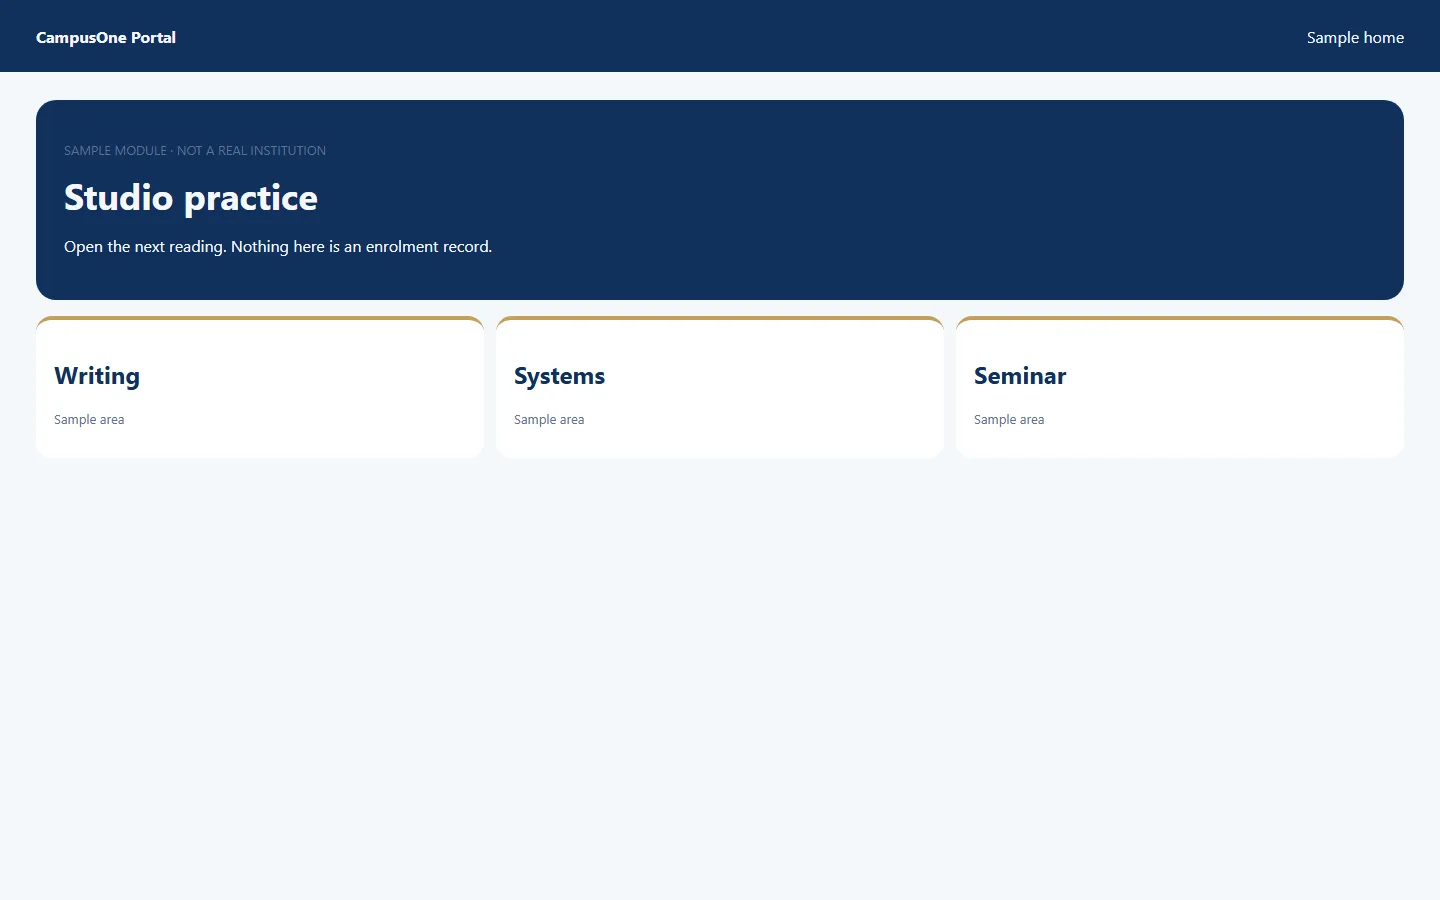 CampusOne Portal
Sample home
SAMPLE MODULE · NOT A REAL INSTITUTION
Studio practice
Open the next reading. Nothing here is an enrolment record.
Writing
Sample area
Systems
Sample area
Seminar
Sample area